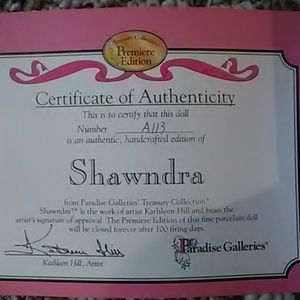 Treasury Collection
Premiere
Edition
Certificate of Authenticity
This is to certify that this doll
Number A113
is an authentic, handcrafted edition of
Shawndra
from Paradise Galleries' Treasury Collection.
Shawndra™ is the work of artist Kathleen Hill and bears the
artist's signature of approval. The Premiere Edition of this fine porcelain doll
will be closed forever after 100 firing days.
Kathleen Hill
Kathleen Hill, Artist
Paradise Galleries®